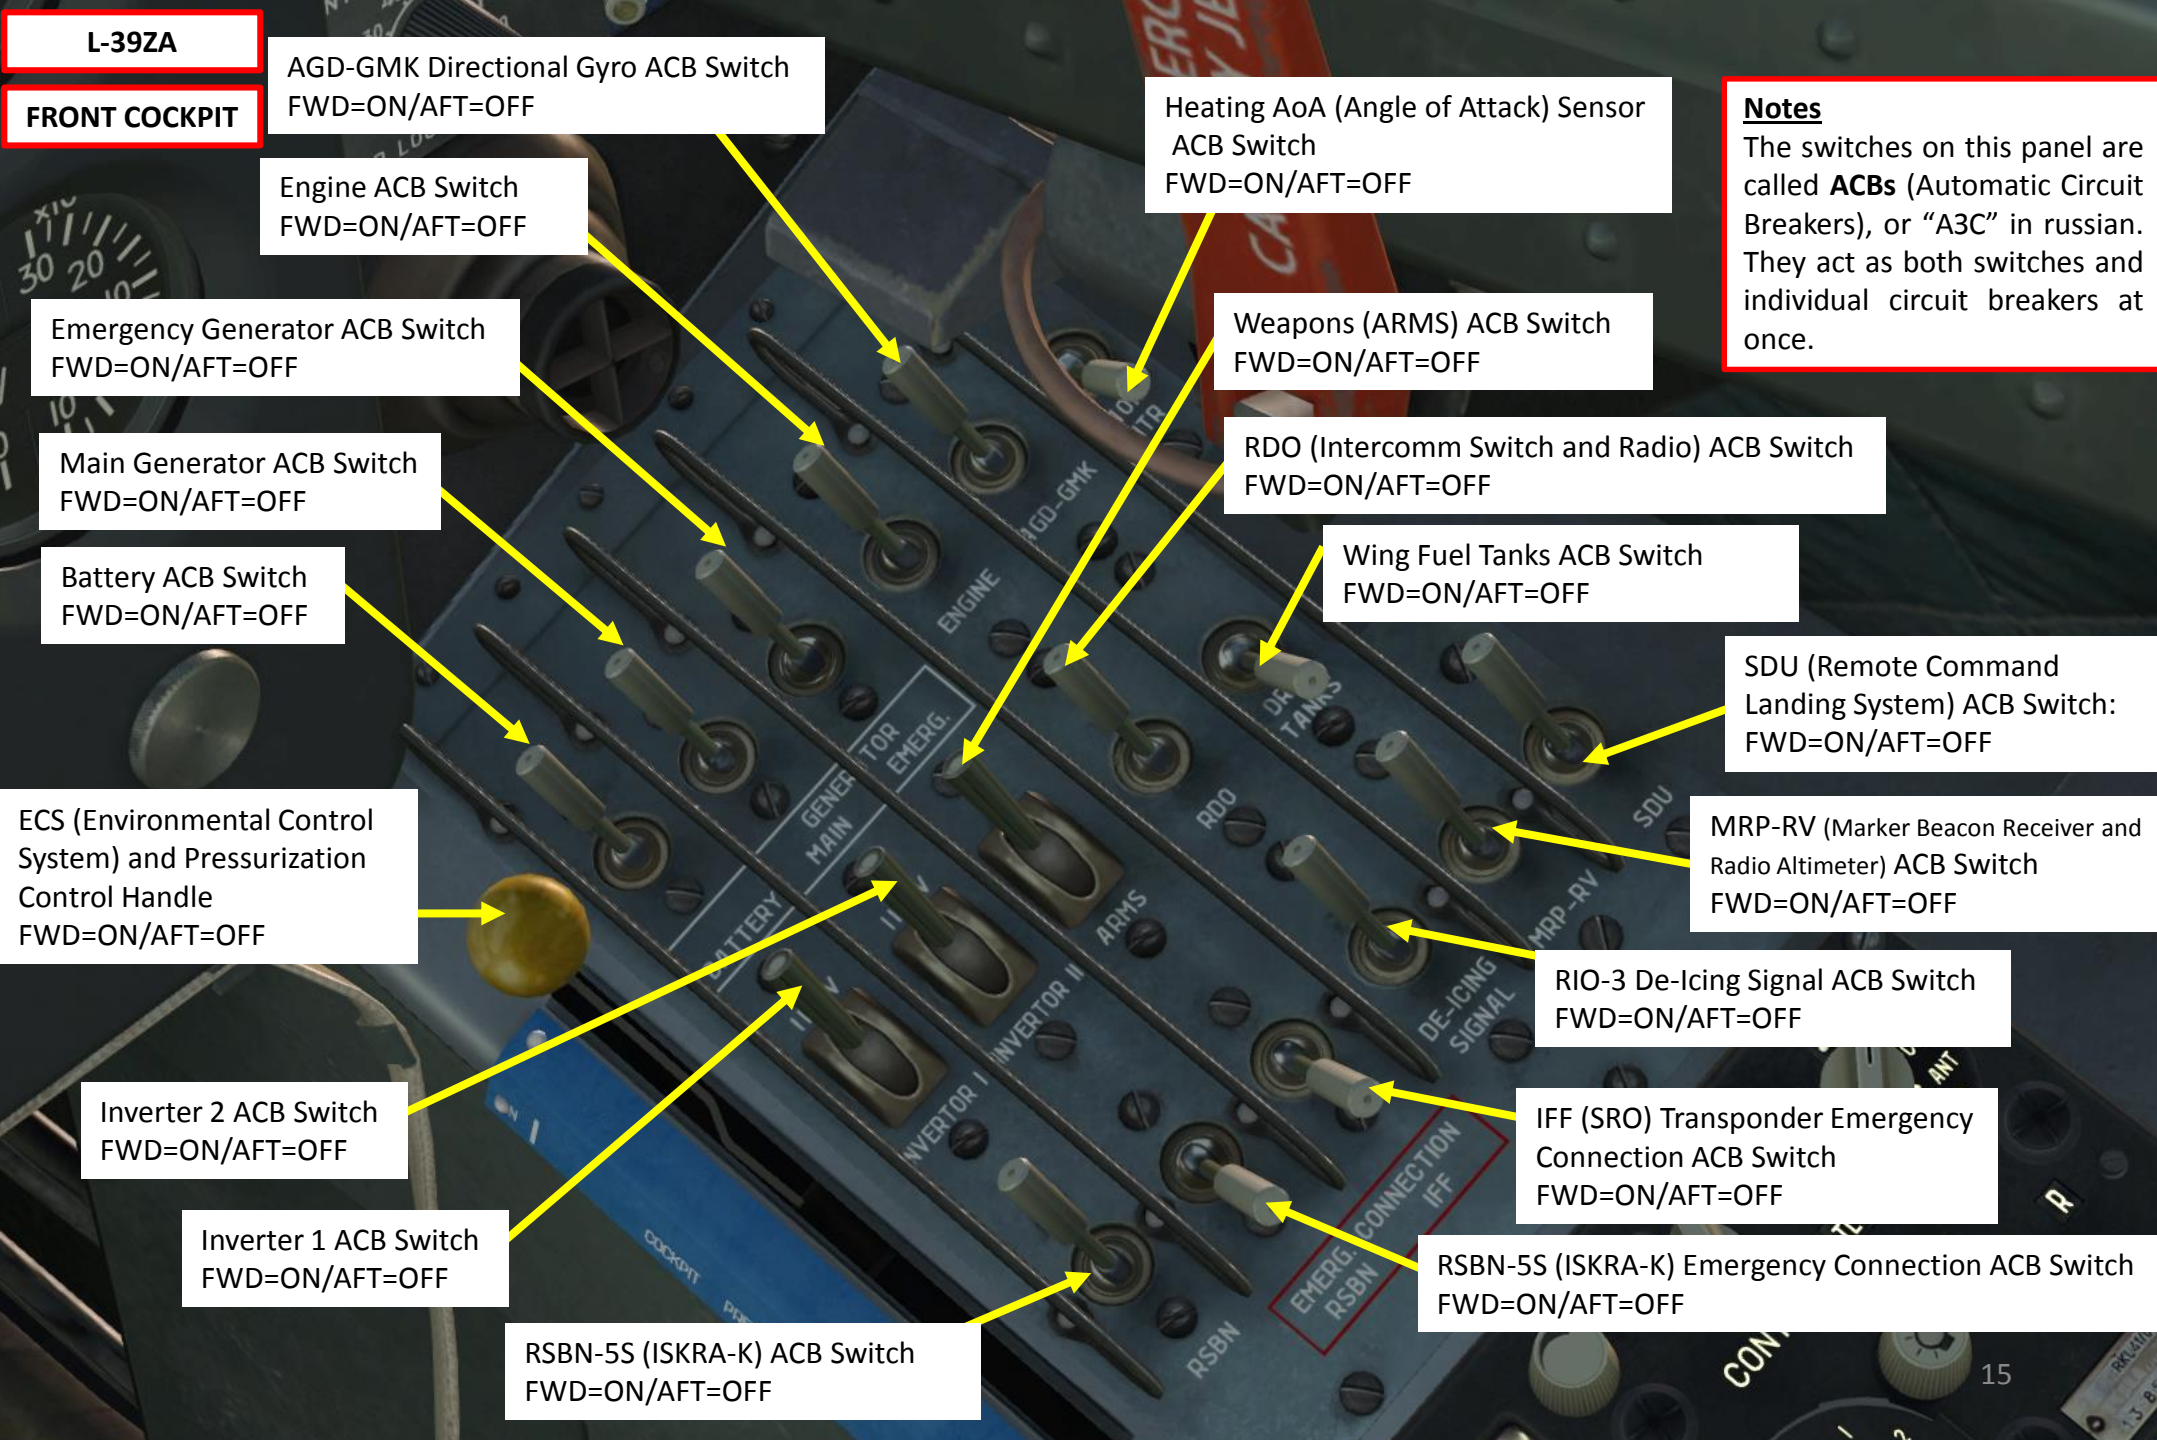 L-39ZA
FRONT COCKPIT
AGD-GMK Directional Gyro ACB Switch
FWD=ON/AFT=OFF
Engine ACB Switch
FWD=ON/AFT=OFF
Emergency Generator ACB Switch
FWD=ON/AFT=OFF
Main Generator ACB Switch
FWD=ON/AFT=OFF
Battery ACB Switch
FWD=ON/AFT=OFF
ECS (Environmental Control
System) and Pressurization
Control Handle
FWD=ON/AFT=OFF
Inverter 2 ACB Switch
FWD=ON/AFT=OFF
Inverter 1 ACB Switch
FWD=ON/AFT=OFF
RSBN-5S (ISKRA-K) ACB Switch
FWD=ON/AFT=OFF
Heating AoA (Angle of Attack) Sensor
ACB Switch
FWD=ON/AFT=OFF
Weapons (ARMS) ACB Switch
FWD=ON/AFT=OFF
RDO (Intercomm Switch and Radio) ACB Switch
FWD=ON/AFT=OFF
Wing Fuel Tanks ACB Switch
FWD=ON/AFT=OFF
SDU (Remote Command
Landing System) ACB Switch:
FWD=ON/AFT=OFF
MRP-RV (Marker Beacon Receiver and
Radio Altimeter) ACB Switch
FWD=ON/AFT=OFF
RIO-3 De-Icing Signal ACB Switch
FWD=ON/AFT=OFF
IFF (SRO) Transponder Emergency
Connection ACB Switch
FWD=ON/AFT=OFF
RSBN-5S (ISKRA-K) Emergency Connection ACB Switch
FWD=ON/AFT=OFF
Notes
The switches on this panel are
called ACBs (Automatic Circuit
Breakers), or “A3C” in russian.
They act as both switches and
individual circuit breakers at
once.
AGD-GMK
ENGINE
GENERATOR
MAIN EMERG.
BATTERY
RDO
TANKS
SDU
MRP-RV
DE-ICING
SIGNAL
ARMS
INVERTOR II
INVERTOR I
EMERG. CONNECTION
RSBN IFF
RSBN
COCKPIT
ANT
R
X10
30 20 10
10
15